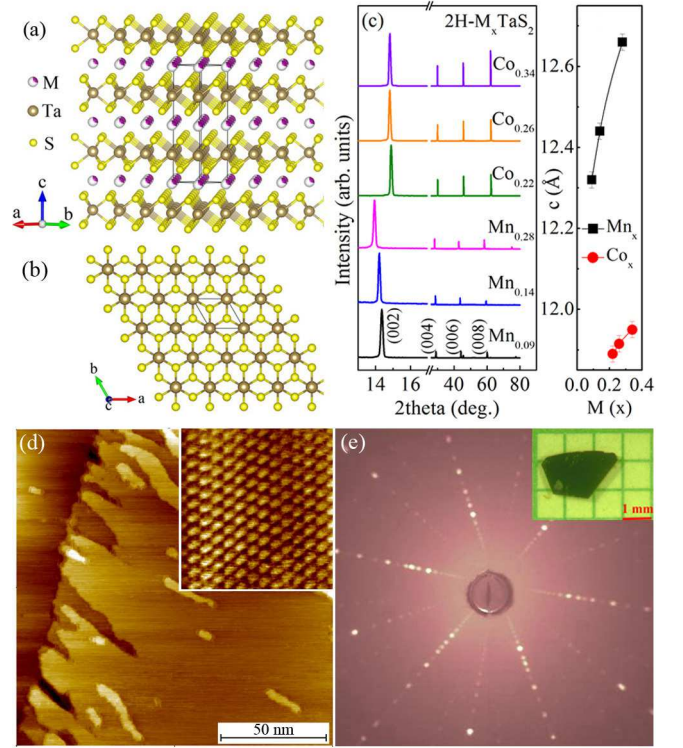 (a)
M
Ta
S
c
a
b
(b)
b
c
a
(c)
2H-MₓTaS₂
Co₀.₃₄
Co₀.₂₆
Co₀.₂₂
Mn₀.₂₈
Mn₀.₁₄
Mn₀.₀₉
(002)
(004)
(006)
(008)
Intensity (arb. units)
14 16 40 60 80
2theta (deg.)
12.6
12.4
12.2
12.0
c (Å)
Mnₓ
Coₓ
0.0 0.2 0.4
M (x)
(d)
50 nm
(e)
1 mm